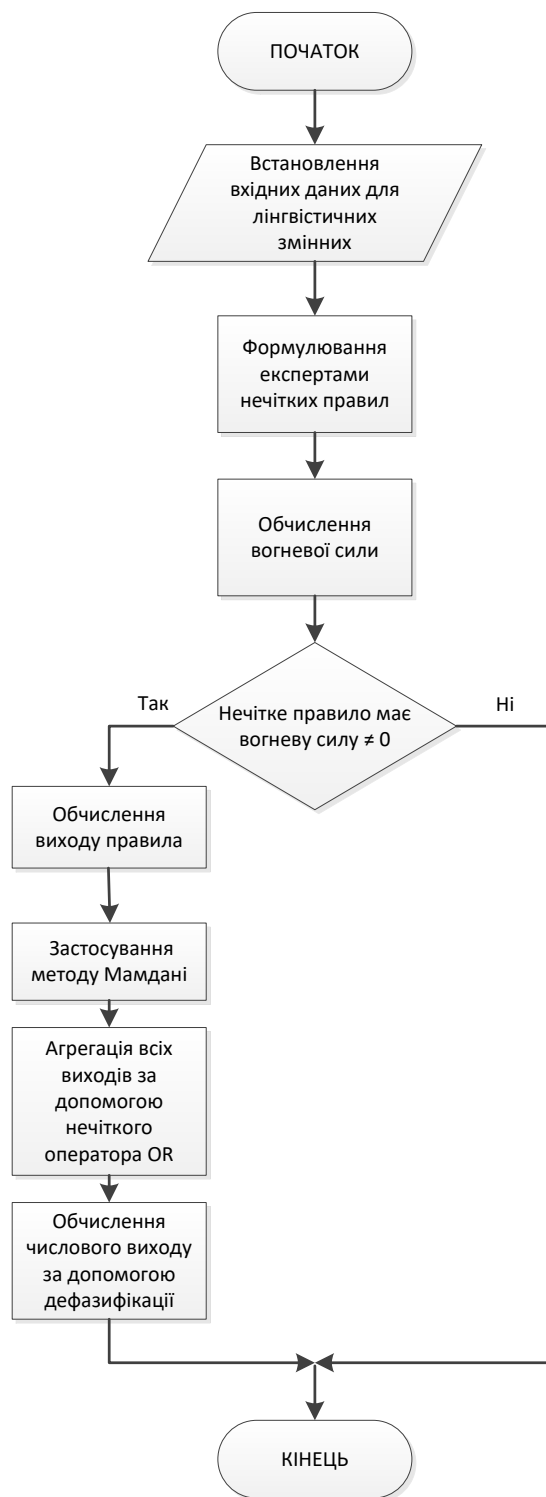 ПОЧАТОК
Встановлення
вхідних даних для
лінгвістичних
змінних
Формулювання
експертами
нечітких правил
Обчислення
вогневої сили
Так
Нечітке правило має
вогневу силу ≠ 0
Ні
Обчислення
виходу правила
Застосування
методу Мамдані
Агрегація всіх
виходів за
допомогою
нечіткого
оператора OR
Обчислення
числового виходу
за допомогою
дефазифікації
КІНЕЦЬ